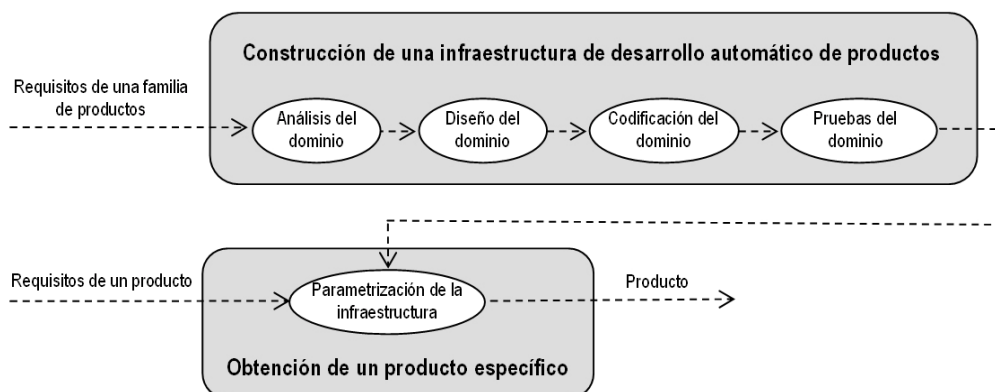 Construcción de una infraestructura de desarrollo automático de productos
Requisitos de una familia
de productos
Análisis del
dominio
Diseño del
dominio
Codificación del
dominio
Pruebas del
dominio
Requisitos de un producto
Parametrización de la
infraestructura
Producto
Obtención de un producto específico